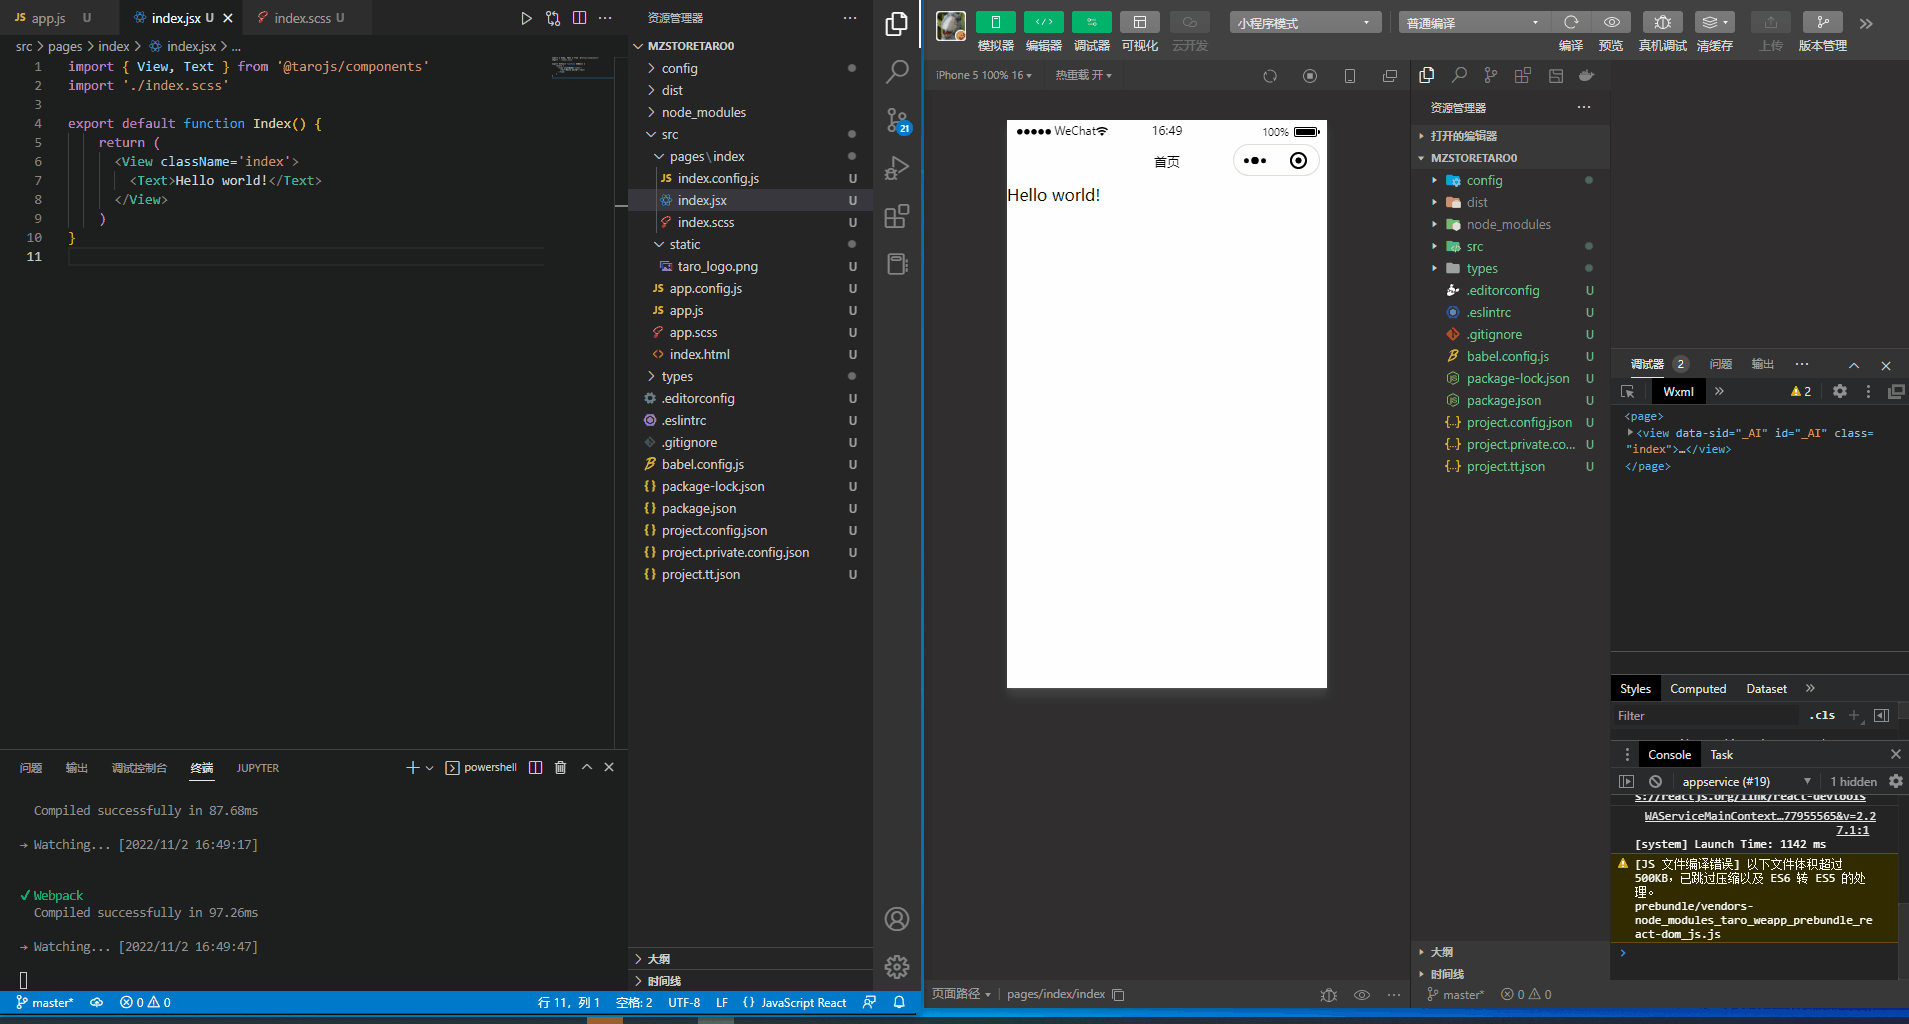 JS app.js U
index.jsx U
index.scss U
src > pages > index > index.jsx > ...
1 import { View, Text } from '@tarojs/components'
2 import './index.scss'
3
4 export default function Index() {
5 return (
6 <View className='index'>
7 <Text>Hello world!</Text>
8 </View>
9 )
10 }
11
问题 输出 调试控制台 终端 JUPYTER
powershell
Compiled successfully in 87.68ms
→ Watching... [2022/11/2 16:49:17]
✔ Webpack
Compiled successfully in 97.26ms
→ Watching... [2022/11/2 16:49:47]
master* 0 0
行 11，列 1 空格: 2 UTF-8 LF {} JavaScript React
资源管理器 ...
MZSTORETARO0
config
dist
node_modules
src
pages\index
JS index.config.js U
index.jsx U
index.scss U
static
taro_logo.png U
JS app.config.js U
JS app.js U
app.scss U
<> index.html U
types
.editorconfig U
.eslintrc U
.gitignore U
babel.config.js U
{} package-lock.json U
{} package.json U
{} project.config.json U
{} project.private.config.json U
{} project.tt.json U
大纲
时间线
21
模拟器 编辑器 调试器 可视化 云开发
小程序模式
普通编译
编译 预览 真机调试 清缓存 上传 版本管理
iPhone 5 100% 16
热重载 开
WeChat 16:49 100%
首页
Hello world!
页面路径 | pages/index/index
资源管理器 ...
打开的编辑器
MZSTORETARO0
config
dist
node_modules
src
types
.editorconfig U
.eslintrc U
.gitignore U
babel.config.js U
package-lock.json U
package.json U
{..} project.config.json U
{..} project.private.co... U
{..} project.tt.json U
大纲
时间线
master* 0 0
调试器 2 问题 输出 ...
Wxml » 2
<page>
<view data-sid="_AI" id="_AI" class=
"index">…</view>
</page>
Styles Computed Dataset »
Filter .cls +
Console Task
appservice (#19) 1 hidden
s://reactjs.org/link/react-devtools
WAServiceMainContext…77955565&v=2.2
7.1:1
[system] Launch Time: 1142 ms
[JS 文件编译错误] 以下文件体积超过
500KB，已跳过压缩以及 ES6 转 ES5 的处
理。
prebundle/vendors-
node_modules_taro_weapp_prebundle_re
act-dom_js.js